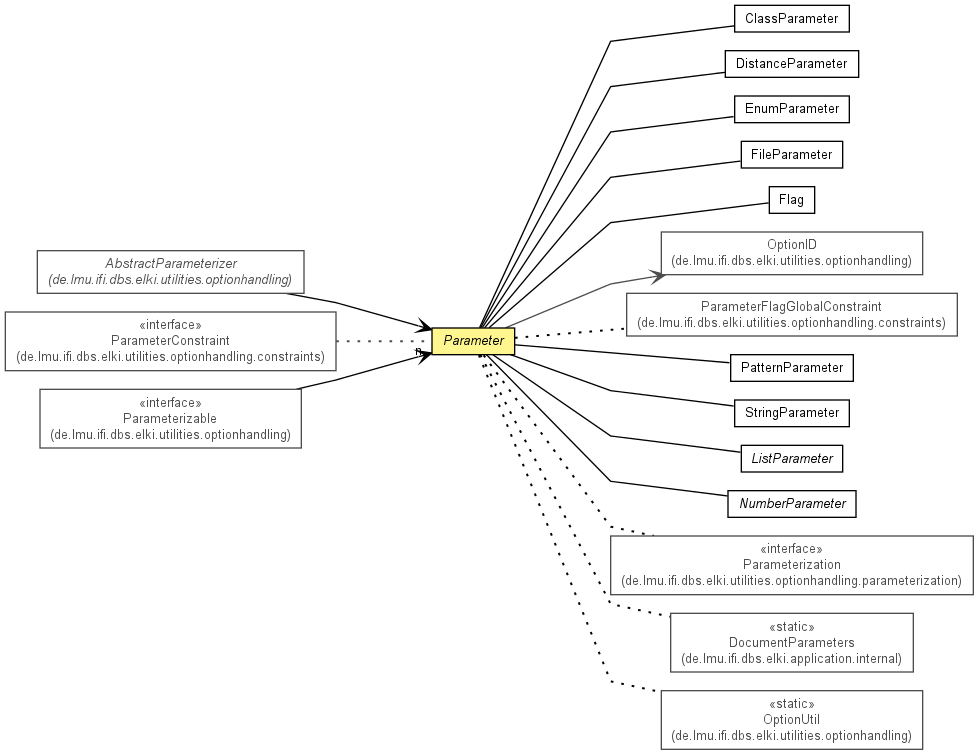 ClassParameter
DistanceParameter
EnumParameter
FileParameter
Flag
OptionID
(de.lmu.ifi.dbs.elki.utilities.optionhandling)
AbstractParameterizer
(de.lmu.ifi.dbs.elki.utilities.optionhandling)
ParameterFlagGlobalConstraint
(de.lmu.ifi.dbs.elki.utilities.optionhandling.constraints)
«interface»
ParameterConstraint
(de.lmu.ifi.dbs.elki.utilities.optionhandling.constraints)
n
Parameter
PatternParameter
«interface»
Parameterizable
(de.lmu.ifi.dbs.elki.utilities.optionhandling)
StringParameter
ListParameter
NumberParameter
«interface»
Parameterization
(de.lmu.ifi.dbs.elki.utilities.optionhandling.parameterization)
«static»
DocumentParameters
(de.lmu.ifi.dbs.elki.application.internal)
«static»
OptionUtil
(de.lmu.ifi.dbs.elki.utilities.optionhandling)